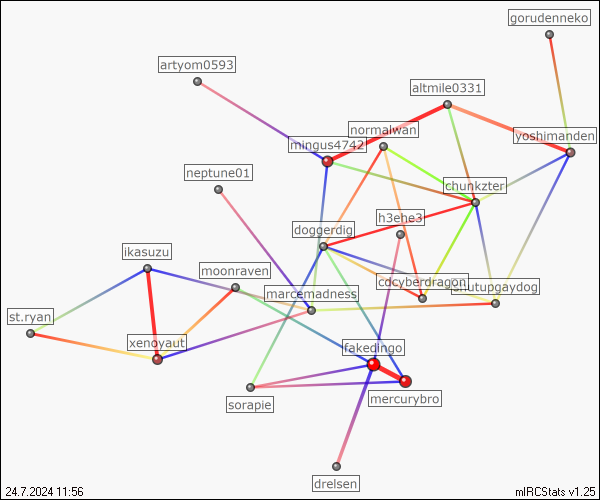 gorudenneko
artyom0593
altmile0331
normalwan
yoshimanden
mingus4742
neptune01
chunkzter
h3ehe3
doggerdig
ikasuzu
moonraven
cdcyberdragon
shutupgaydog
marcemadness
st.ryan
xenoyaut
fakedingo
mercurybro
sorapie
drelsen
24.7.2024 11:56
mIRCStats v1.25